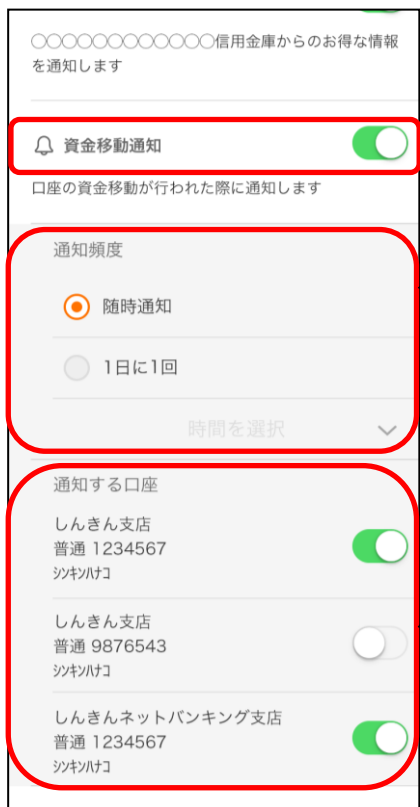 〇〇〇〇〇〇〇〇〇〇〇〇信用金庫からのお得な情報
を通知します
資金移動通知
口座の資金移動が行われた際に通知します
通知頻度
随時通知
1日に1回
時間を選択
通知する口座
しんきん支店
普通 1234567
シンキンハナコ
しんきん支店
普通 9876543
シンキンハナコ
しんきんネットバンキング支店
普通 1234567
シンキンハナコ